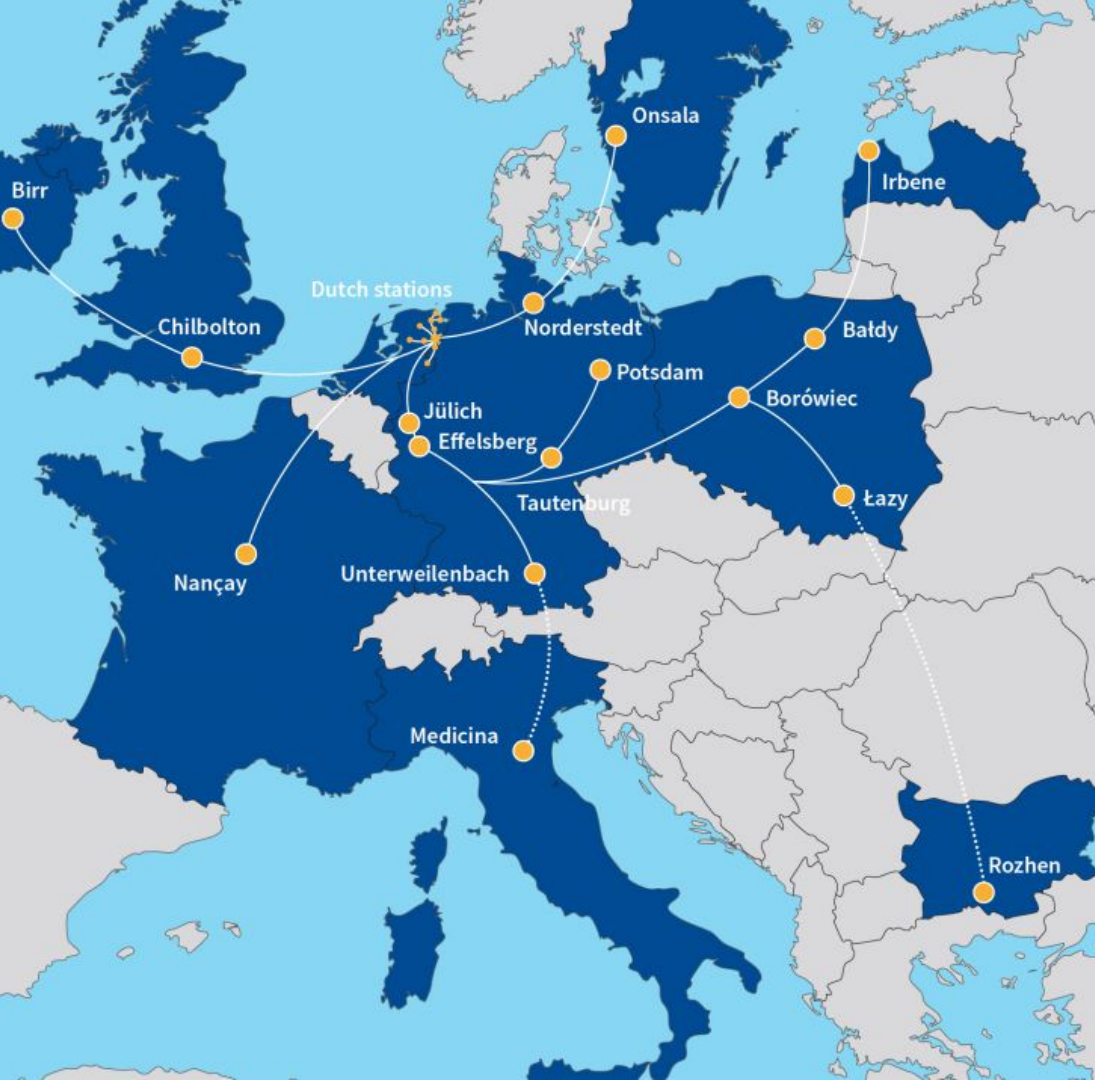 Onsala
Irbene
Birr
Dutch stations
Chilbolton
Norderstedt
Bałdy
Potsdam
Borówiec
Jülich
Effelsberg
Tautenburg
Łazy
Nançay
Unterweilenbach
Medicina
Rozhen